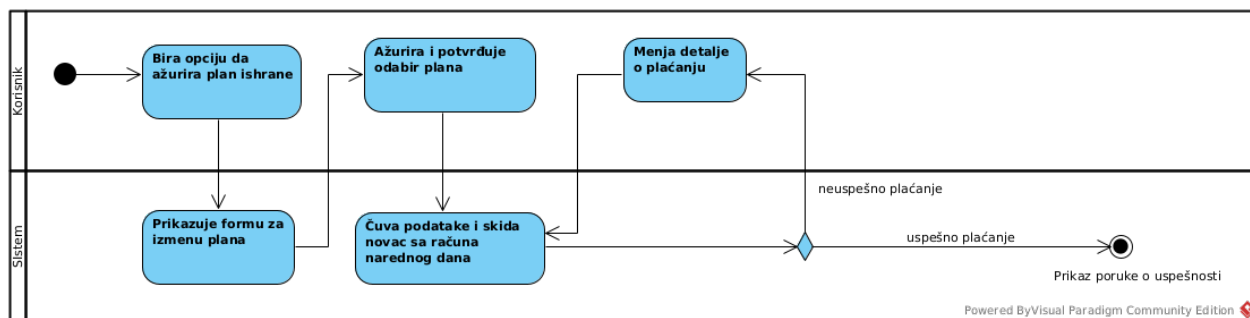 Korisnik
Bira opciju da
ažurira plan ishrane
Ažurira i potvrđuje
odabir plana
Menja detalje
o plaćanju
SIstem
Prikazuje formu za
izmenu plana
Čuva podatake i skida
novac sa računa
narednog dana
neuspešno plaćanje
uspešno plaćanje
Prikaz poruke o uspešnosti
Powered ByVisual Paradigm Community Edition